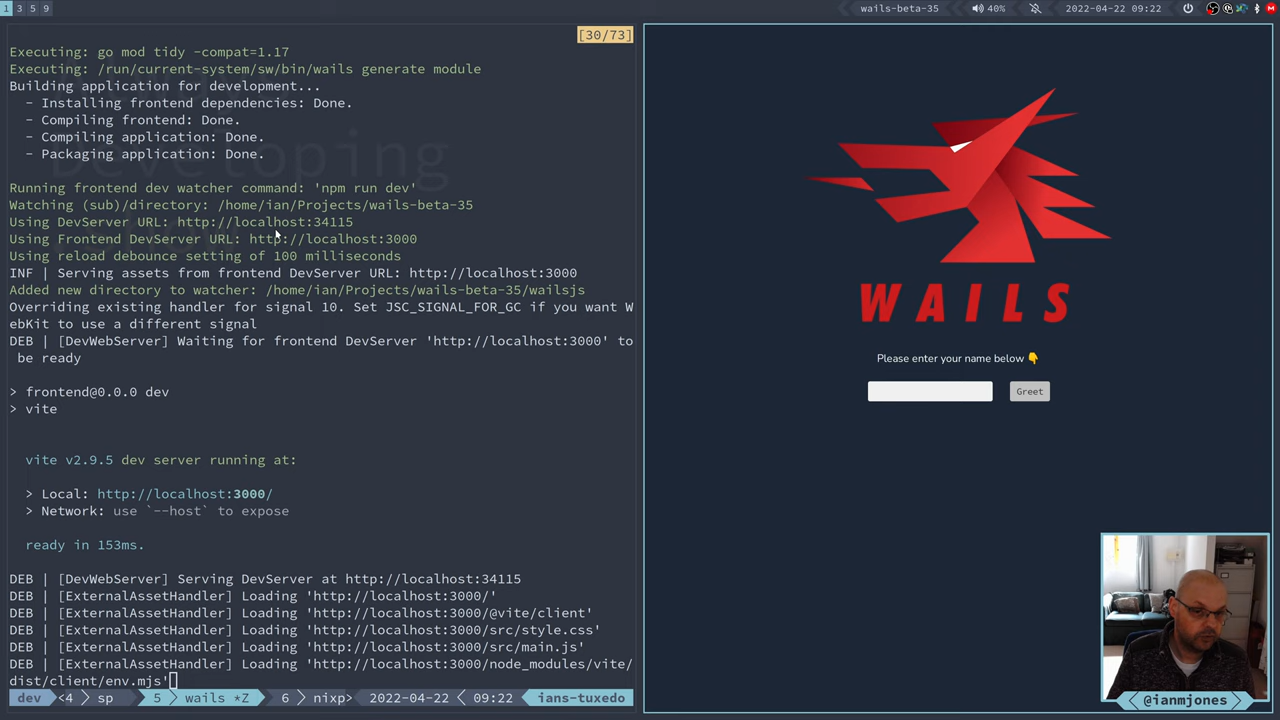 1 3 5 9
wails-beta-35
40%
2022-04-22 09:22
[30/73]
Executing: go mod tidy -compat=1.17
Executing: /run/current-system/sw/bin/wails generate module
Building application for development...
- Installing frontend dependencies: Done.
- Compiling frontend: Done.
- Compiling application: Done.
- Packaging application: Done.
Running frontend dev watcher command: 'npm run dev'
Watching (sub)/directory: /home/ian/Projects/wails-beta-35
Using DevServer URL: http://localhost:34115
Using Frontend DevServer URL: http://localhost:3000
Using reload debounce setting of 100 milliseconds
INF | Serving assets from frontend DevServer URL: http://localhost:3000
Added new directory to watcher: /home/ian/Projects/wails-beta-35/wailsjs
Overriding existing handler for signal 10. Set JSC_SIGNAL_FOR_GC if you want W
ebKit to use a different signal
DEB | [DevWebServer] Waiting for frontend DevServer 'http://localhost:3000' to
be ready
> frontend@0.0.0 dev
> vite
vite v2.9.5 dev server running at:
> Local: http://localhost:3000/
> Network: use `--host` to expose
ready in 153ms.
DEB | [DevWebServer] Serving DevServer at http://localhost:34115
DEB | [ExternalAssetHandler] Loading 'http://localhost:3000/'
DEB | [ExternalAssetHandler] Loading 'http://localhost:3000/@vite/client'
DEB | [ExternalAssetHandler] Loading 'http://localhost:3000/src/style.css'
DEB | [ExternalAssetHandler] Loading 'http://localhost:3000/src/main.js'
DEB | [ExternalAssetHandler] Loading 'http://localhost:3000/node_modules/vite/
dist/client/env.mjs'
dev <4 > sp 5 > wails *Z 6 > nixp> 2022-04-22 < 09:22 ians-tuxedo
WAILS
Please enter your name below 👇
Greet
@ianmjones